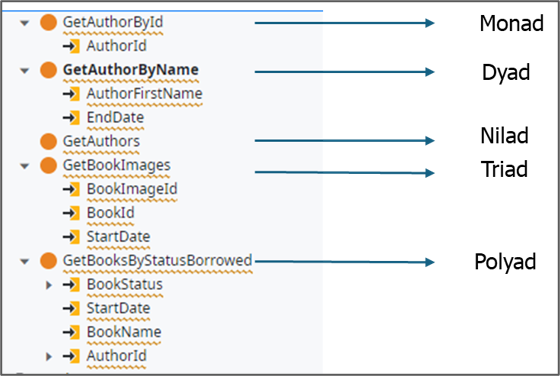 GetAuthorById Monad
AuthorId
GetAuthorByName Dyad
AuthorFirstName
EndDate
GetAuthors Nilad
GetBookImages Triad
BookImageId
BookId
StartDate
GetBooksByStatusBorrowed Polyad
BookStatus
StartDate
BookName
AuthorId